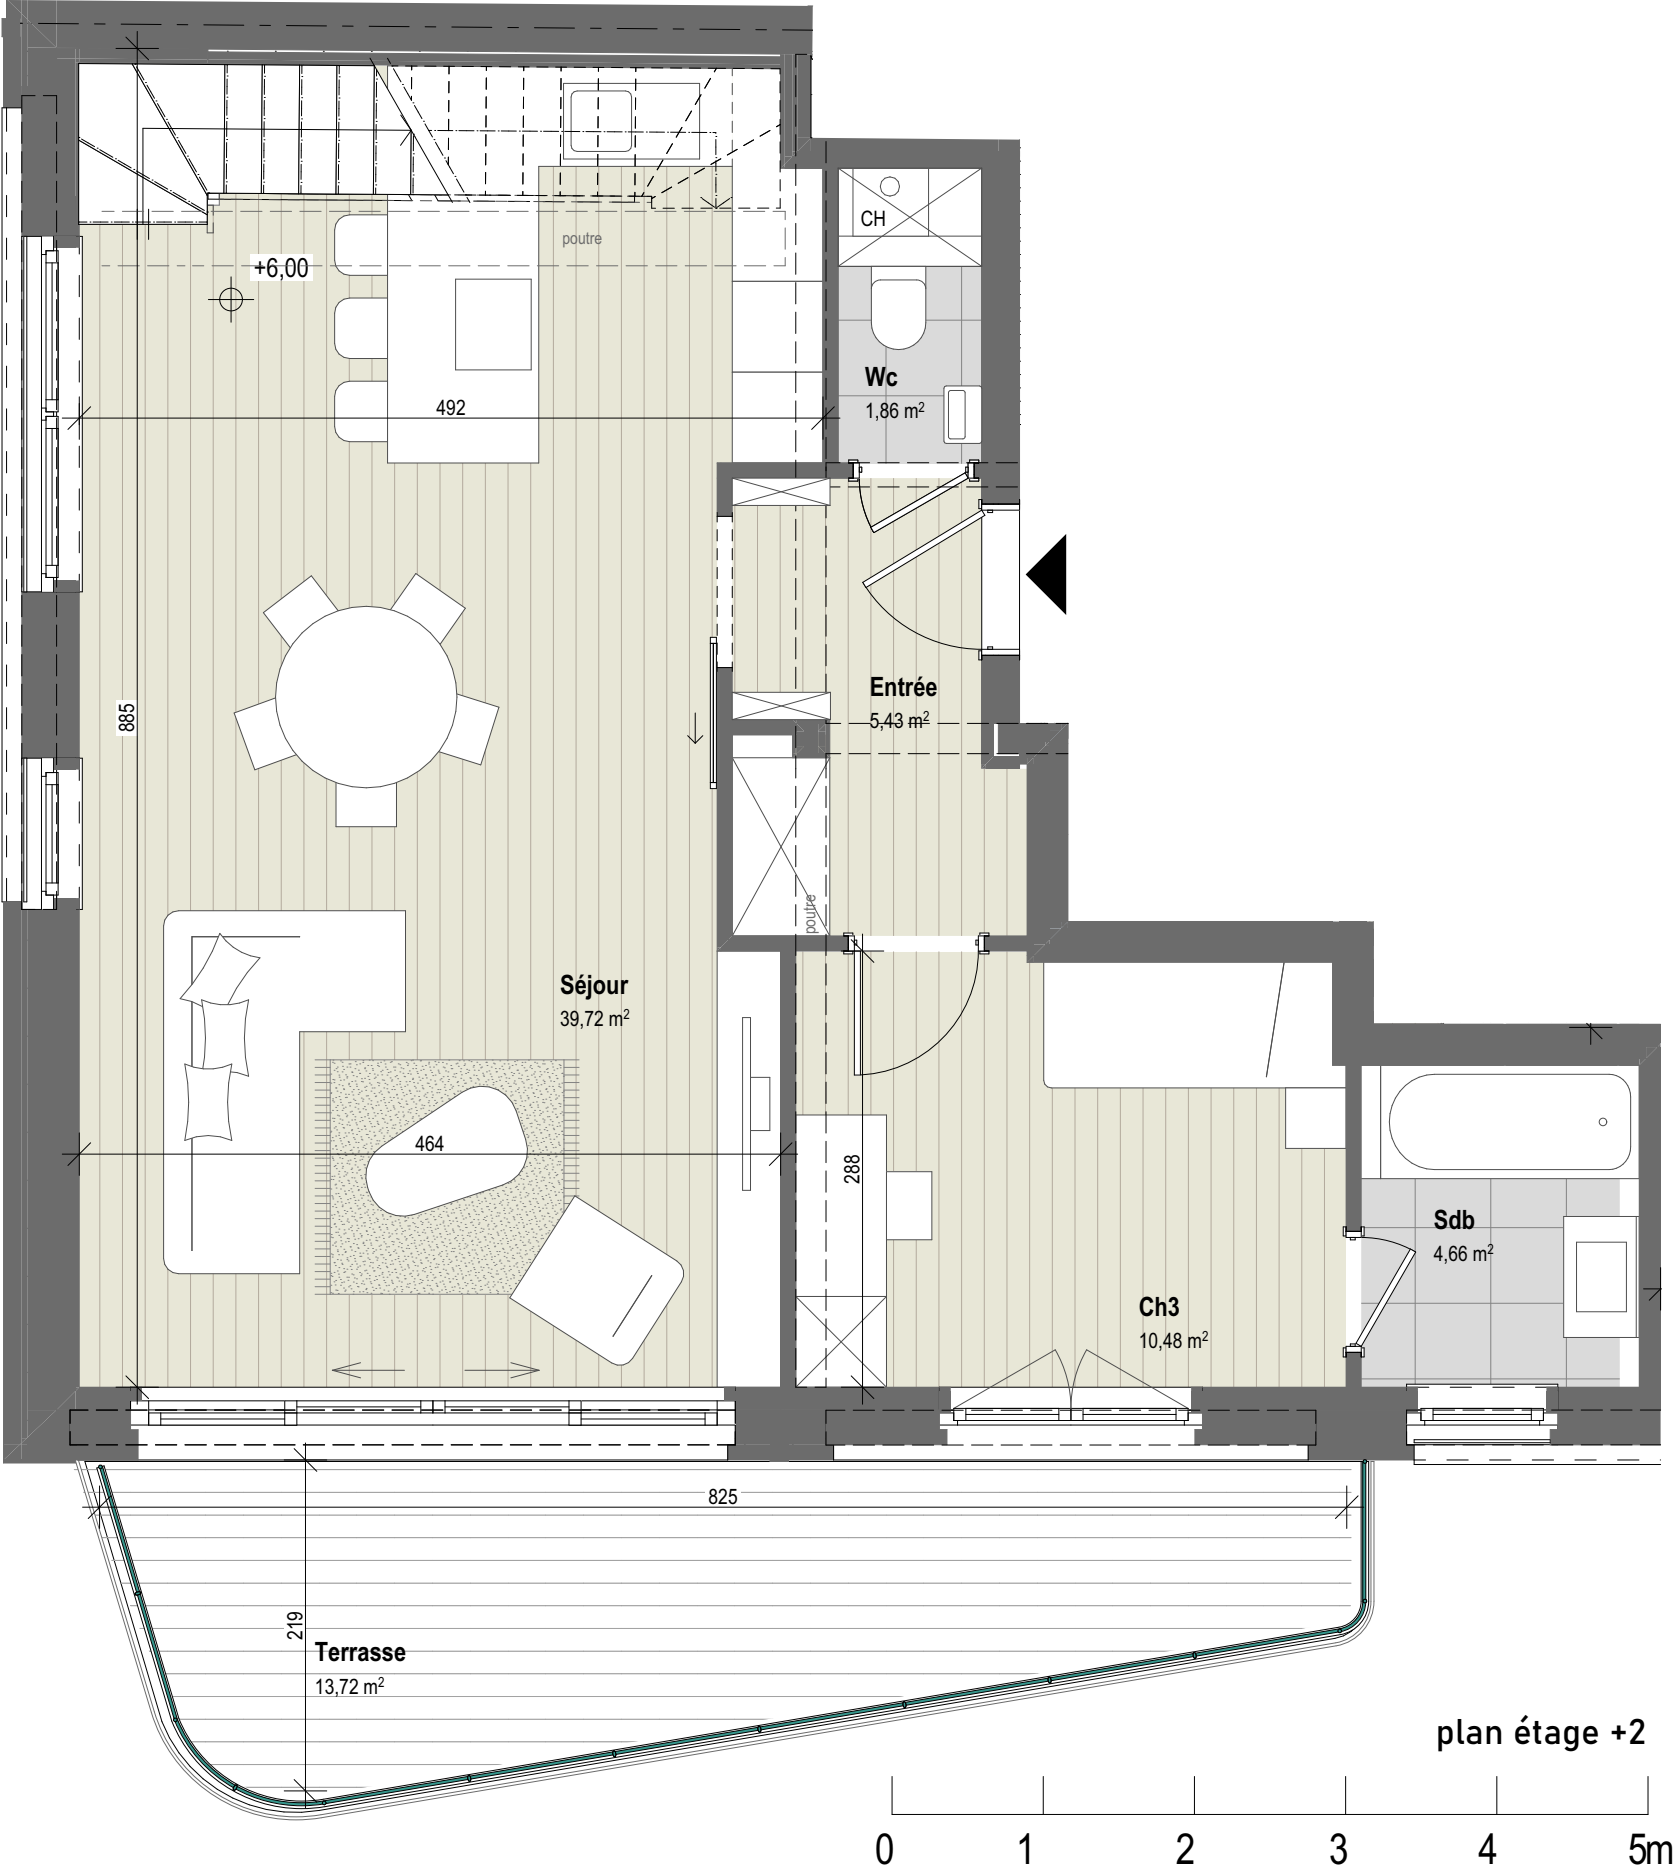 CH
poutre
+6,00
Wc
1,86 m²
492
Entrée
5,43 m²
885
poutre
Séjour
39,72 m²
464
288
Sdb
4,66 m²
Ch3
10,48 m²
825
219
Terrasse
13,72 m²
plan étage +2
0 1 2 3 4 5m